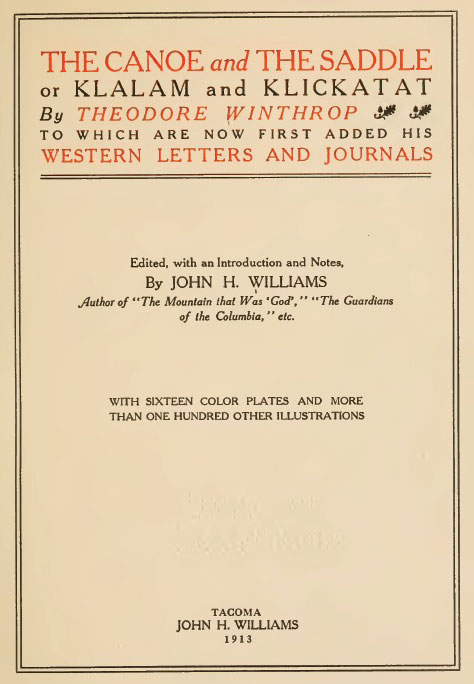 THE CANOE and THE SADDLE
or KLALAM and KLICKATAT
By THEODORE WINTHROP
TO WHICH ARE NOW FIRST ADDED HIS
WESTERN LETTERS AND JOURNALS
Edited, with an Introduction and Notes,
By JOHN H. WILLIAMS
Author of "The Mountain that Was 'God'," "The Guardians
of the Columbia," etc.
WITH SIXTEEN COLOR PLATES AND MORE
THAN ONE HUNDRED OTHER ILLUSTRATIONS
TACOMA
JOHN H. WILLIAMS
1913